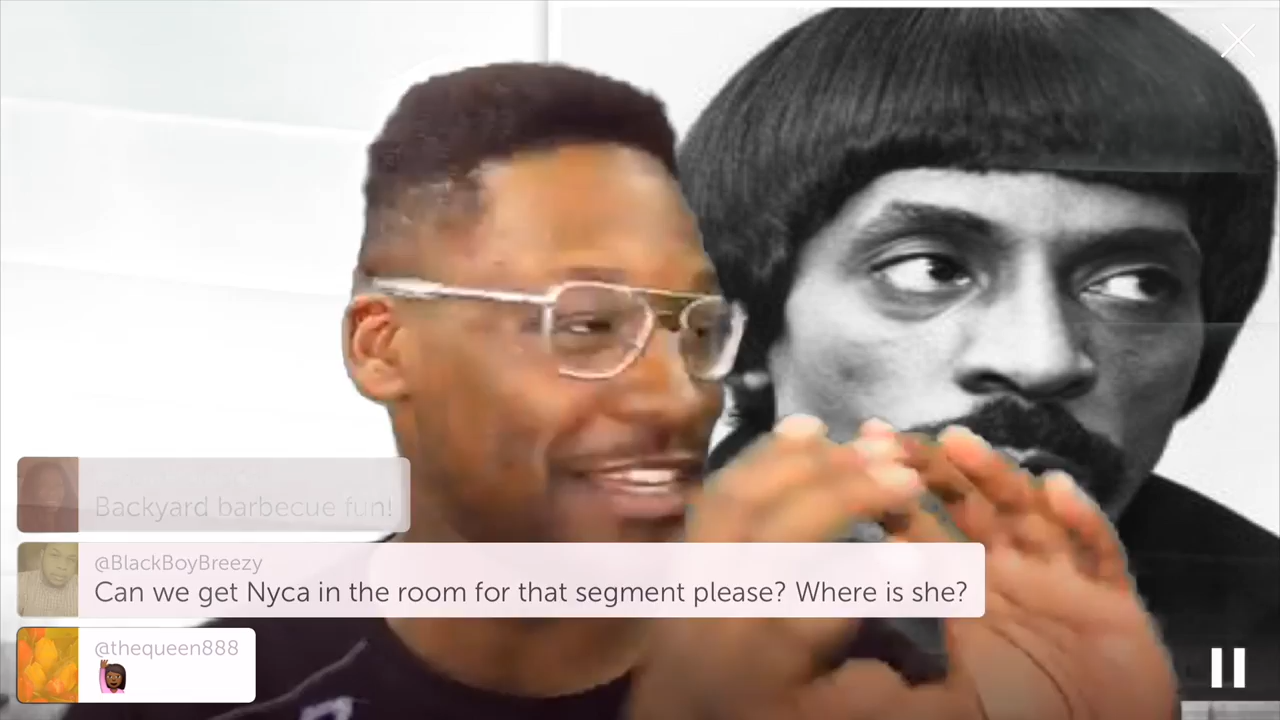 Backyard barbecue fun!
@BlackBoyBreezy
Can we get Nyca in the room for that segment please? Where is she?
@thequeen888